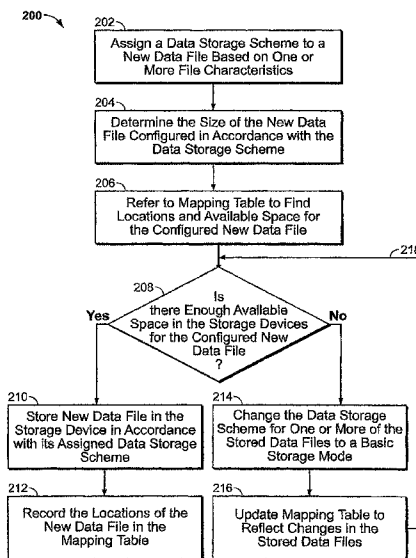 200
202
Assign a Data Storage Scheme to a
New Data File Based on One or
More File Characteristics
204
Determine the Size of the New Data
File Configured in Accordance with the
Data Storage Scheme
206
Refer to Mapping Table to Find
Locations and Available Space for
the Configured New Data File
218
208
Is
there Enough Available
Space in the Storage Devices
for the Configured New
Data File
?
Yes
No
210
Store New Data File in the
Storage Device in Accordance
with its Assigned Data Storage
Scheme
214
Change the Data Storage
Scheme for One or More of the
Stored Data Files to a Basic
Storage Mode
212
Record the Locations of the
New Data File in the
Mapping Table
216
Update Mapping Table to
Reflect Changes in the
Stored Data Files